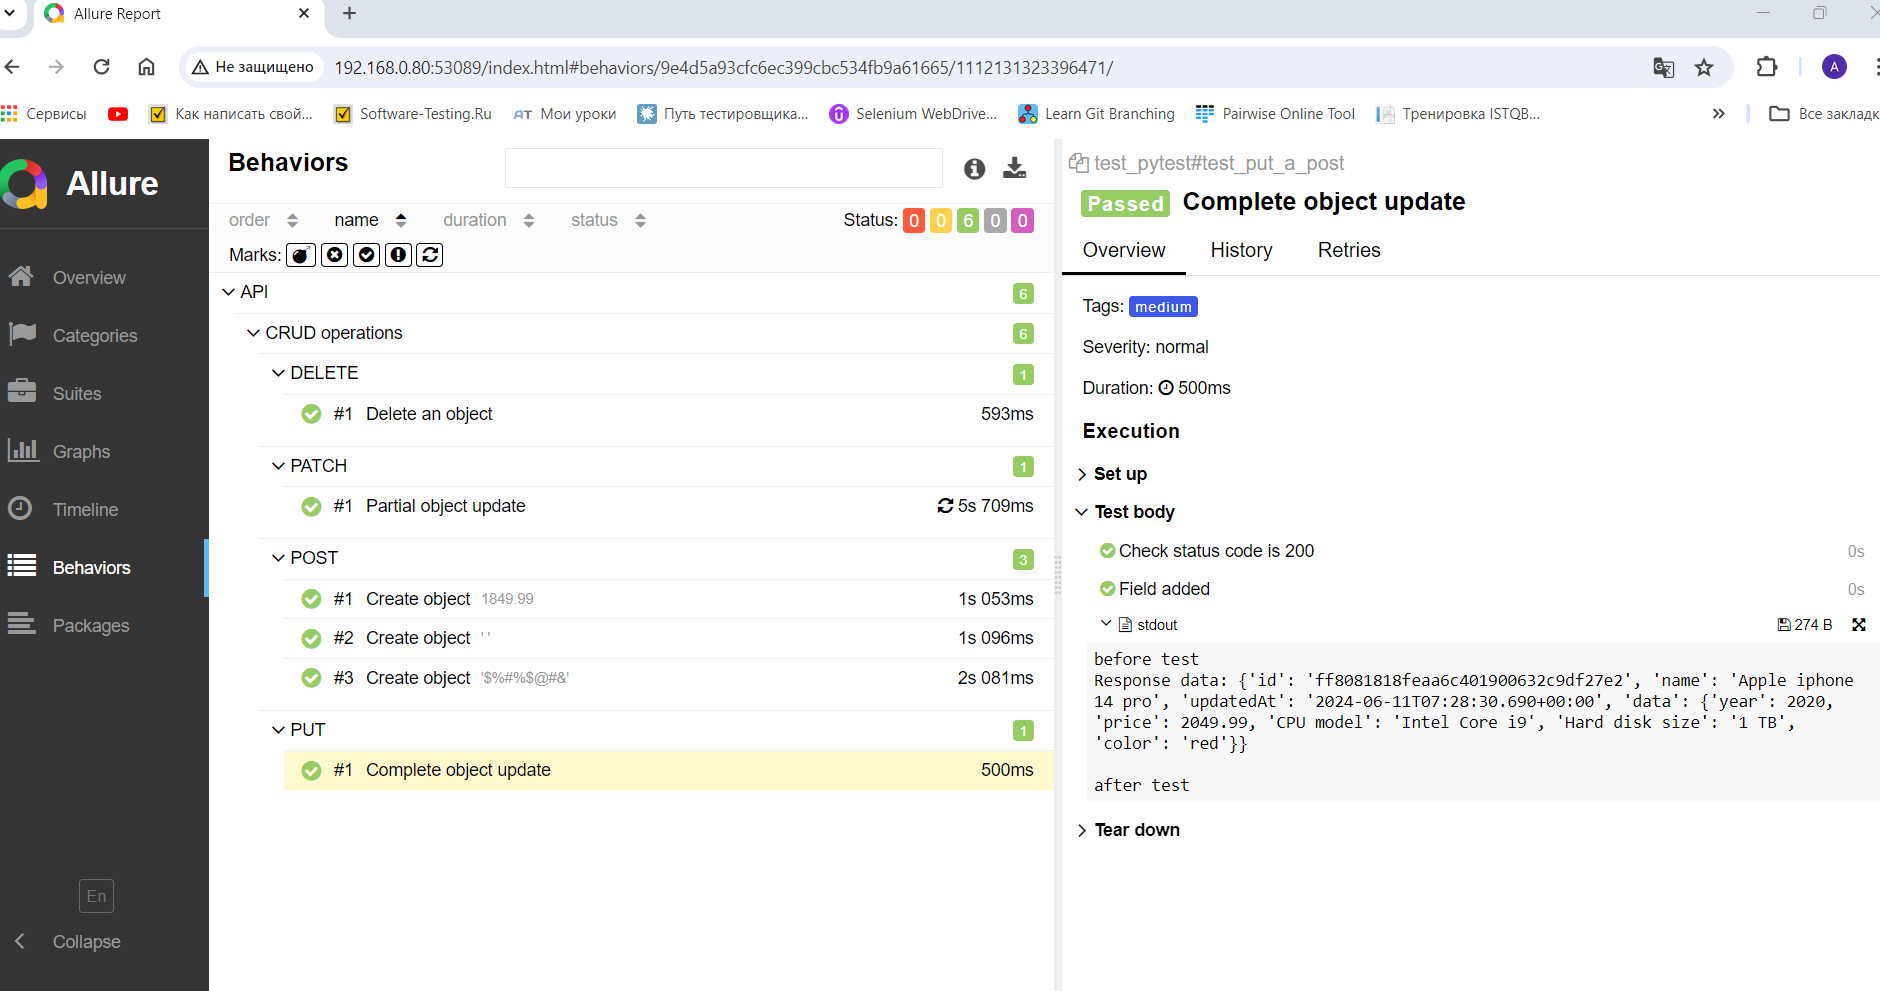 Allure Report
Не защищено
192.168.0.80:53089/index.html#behaviors/9e4d5a93cfc6ec399cbc534fb9a61665/1112131323396471/
A
Сервисы
Как написать свой...
Software-Testing.Ru
Мои уроки
Путь тестировщика...
Selenium WebDrive...
Learn Git Branching
Pairwise Online Tool
Тренировка ISTQB...
»
Все закладк
Allure
Overview
Categories
Suites
Graphs
Timeline
Behaviors
Packages
En
Collapse
Behaviors
order name duration status
Status: 0 0 6 0 0
Marks:
API 6
CRUD operations 6
DELETE 1
#1 Delete an object 593ms
PATCH 1
#1 Partial object update 5s 709ms
POST 3
#1 Create object 1849.99 1s 053ms
#2 Create object ' ' 1s 096ms
#3 Create object '$%#%$@#&' 2s 081ms
PUT 1
#1 Complete object update 500ms
test_pytest#test_put_a_post
Passed Complete object update
Overview History Retries
Tags: medium
Severity: normal
Duration: 500ms
Execution
Set up
Test body
Check status code is 200 0s
Field added 0s
stdout 274 B
before test
Response data: {'id': 'ff8081818feaa6c401900632c9df27e2', 'name': 'Apple iphone
14 pro', 'updatedAt': '2024-06-11T07:28:30.690+00:00', 'data': {'year': 2020,
'price': 2049.99, 'CPU model': 'Intel Core i9', 'Hard disk size': '1 TB',
'color': 'red'}}
after test
Tear down